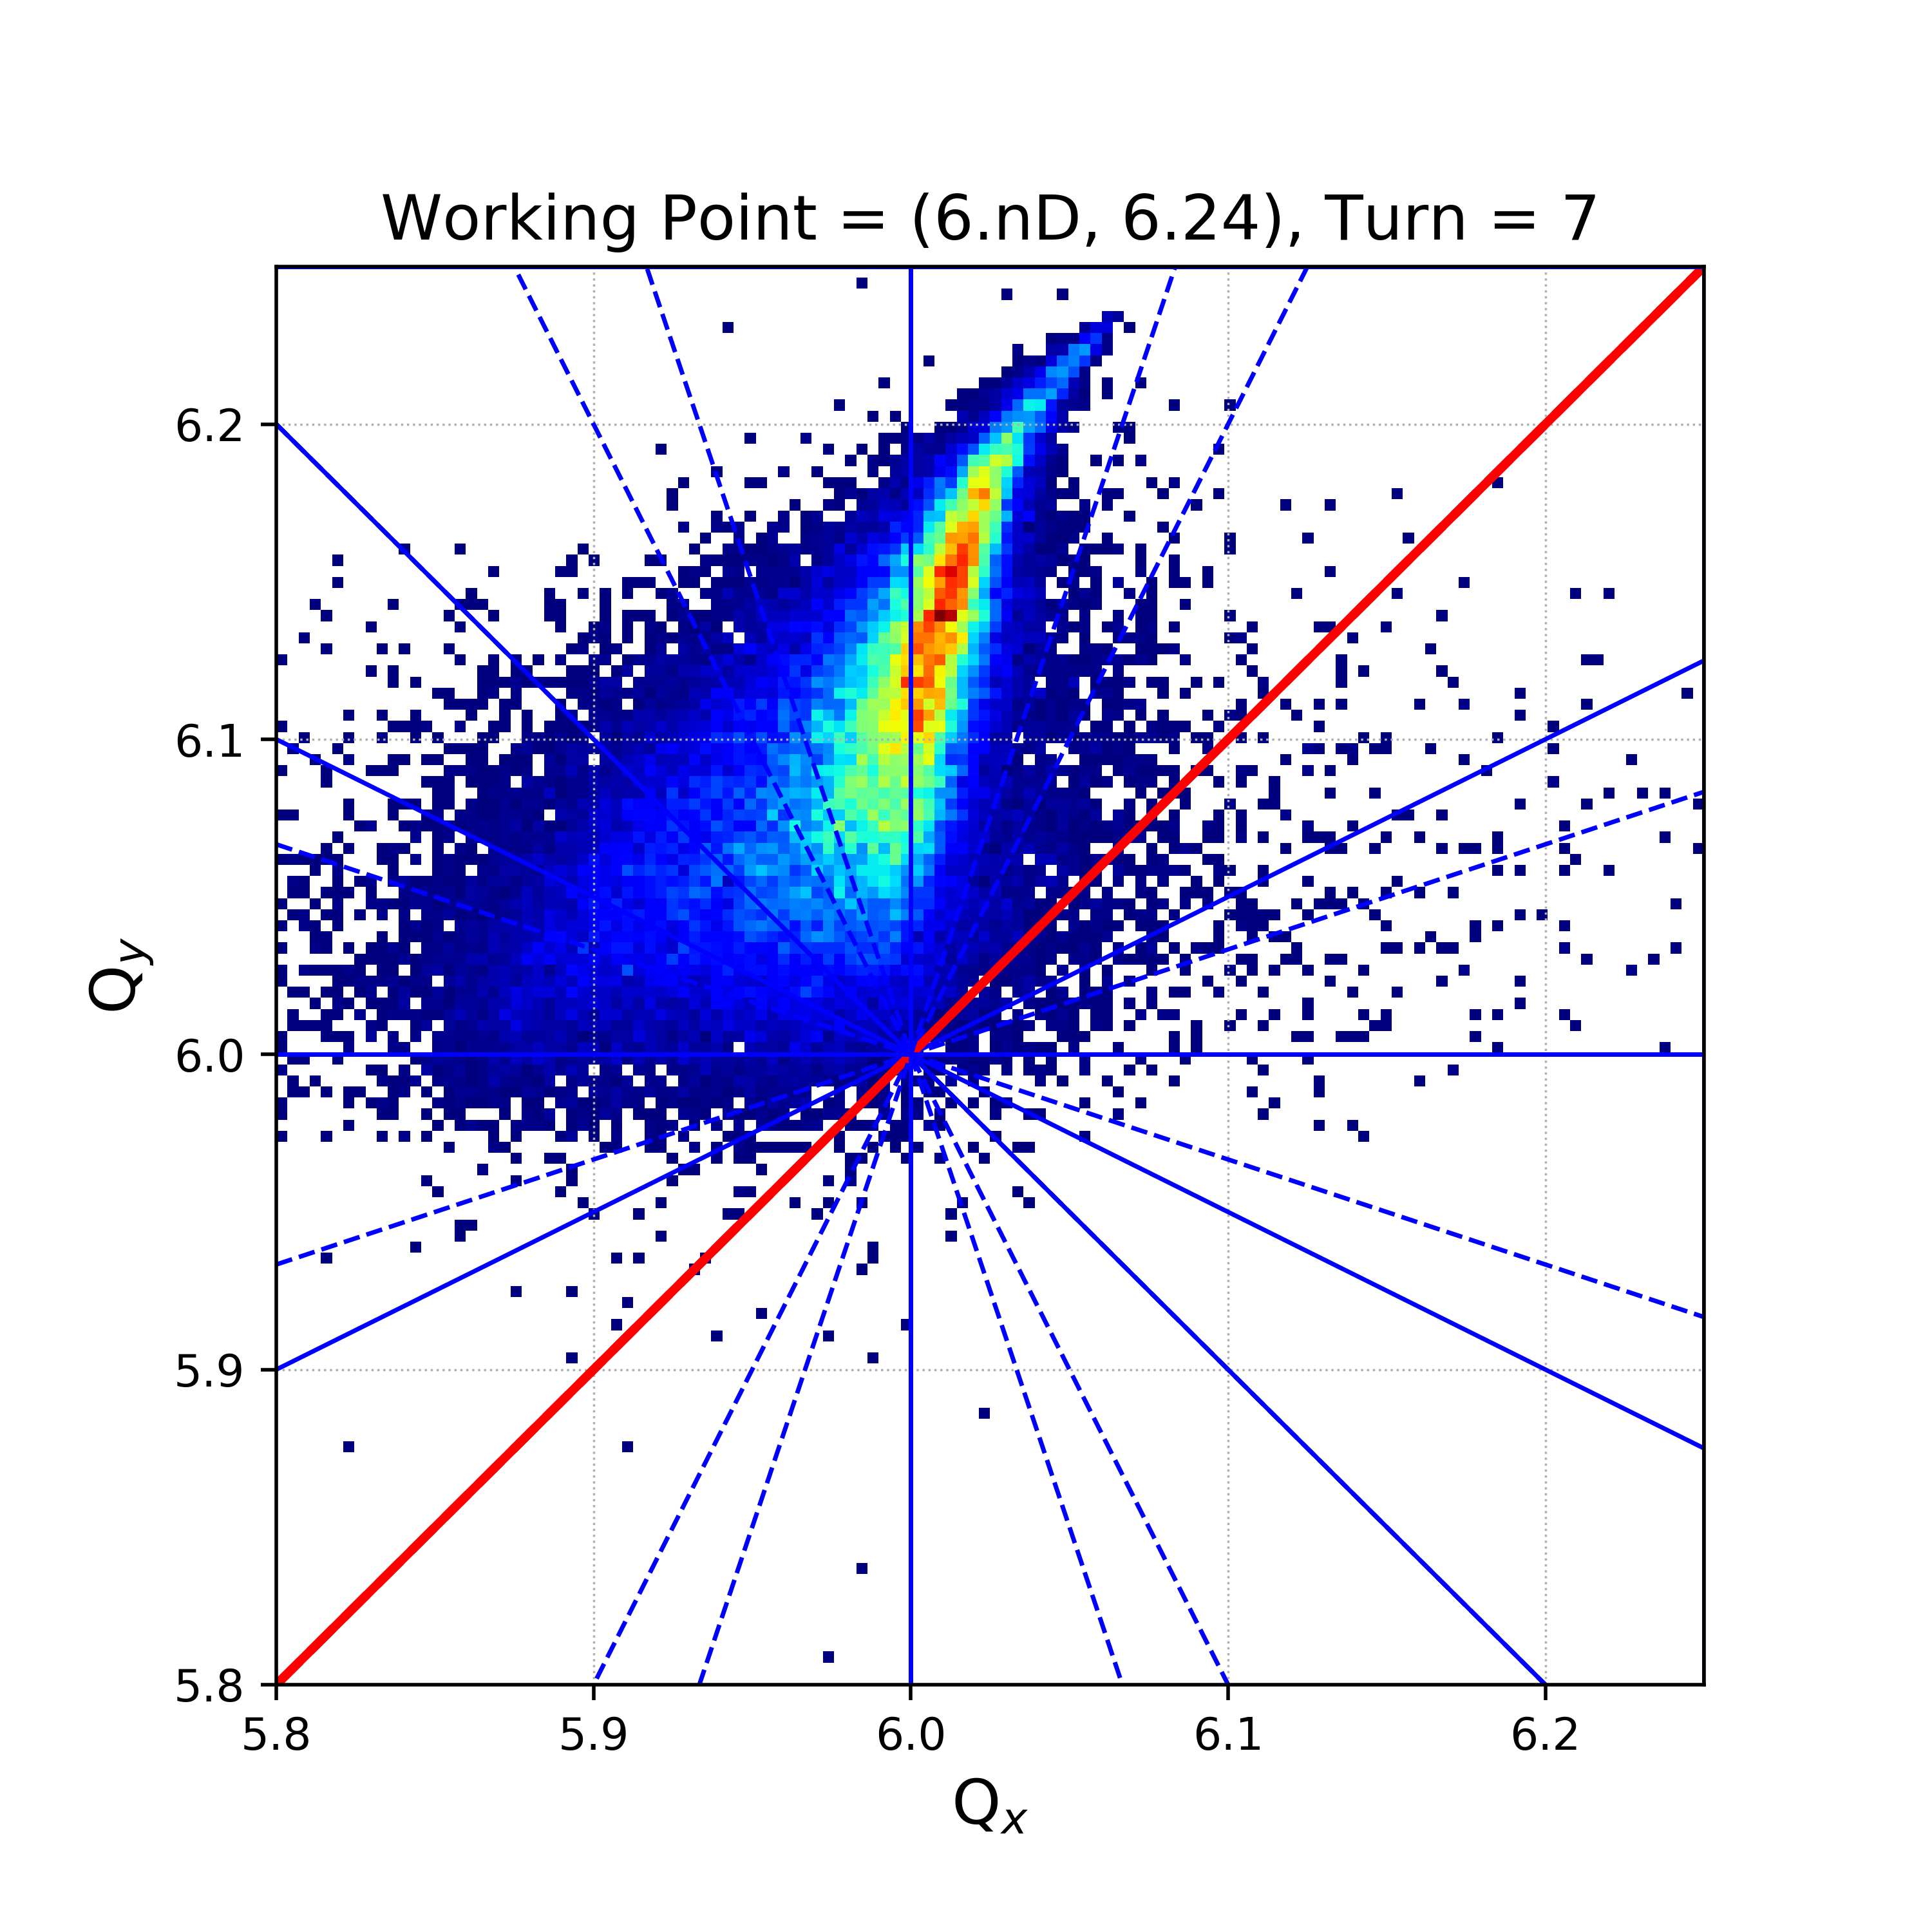 Working Point = (6.nD, 6.24), Turn = 7
6.2
6.1
6.0
5.9
5.8
Qy
5.8 5.9 6.0 6.1 6.2
Qx